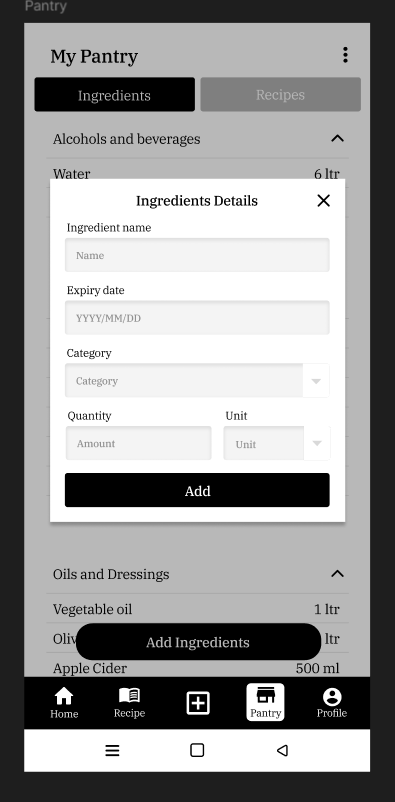 Pantry
My Pantry
Ingredients Recipes
Alcohols and beverages
Water 6 ltr
Ingredients Details
Ingredient name
Name
Expiry date
YYYY/MM/DD
Category
Category
Quantity Unit
Amount Unit
Add
Oils and Dressings
Vegetable oil 1 ltr
Oliv ltr
Add Ingredients
Apple Cider 500 ml
Home Recipe Pantry Profile